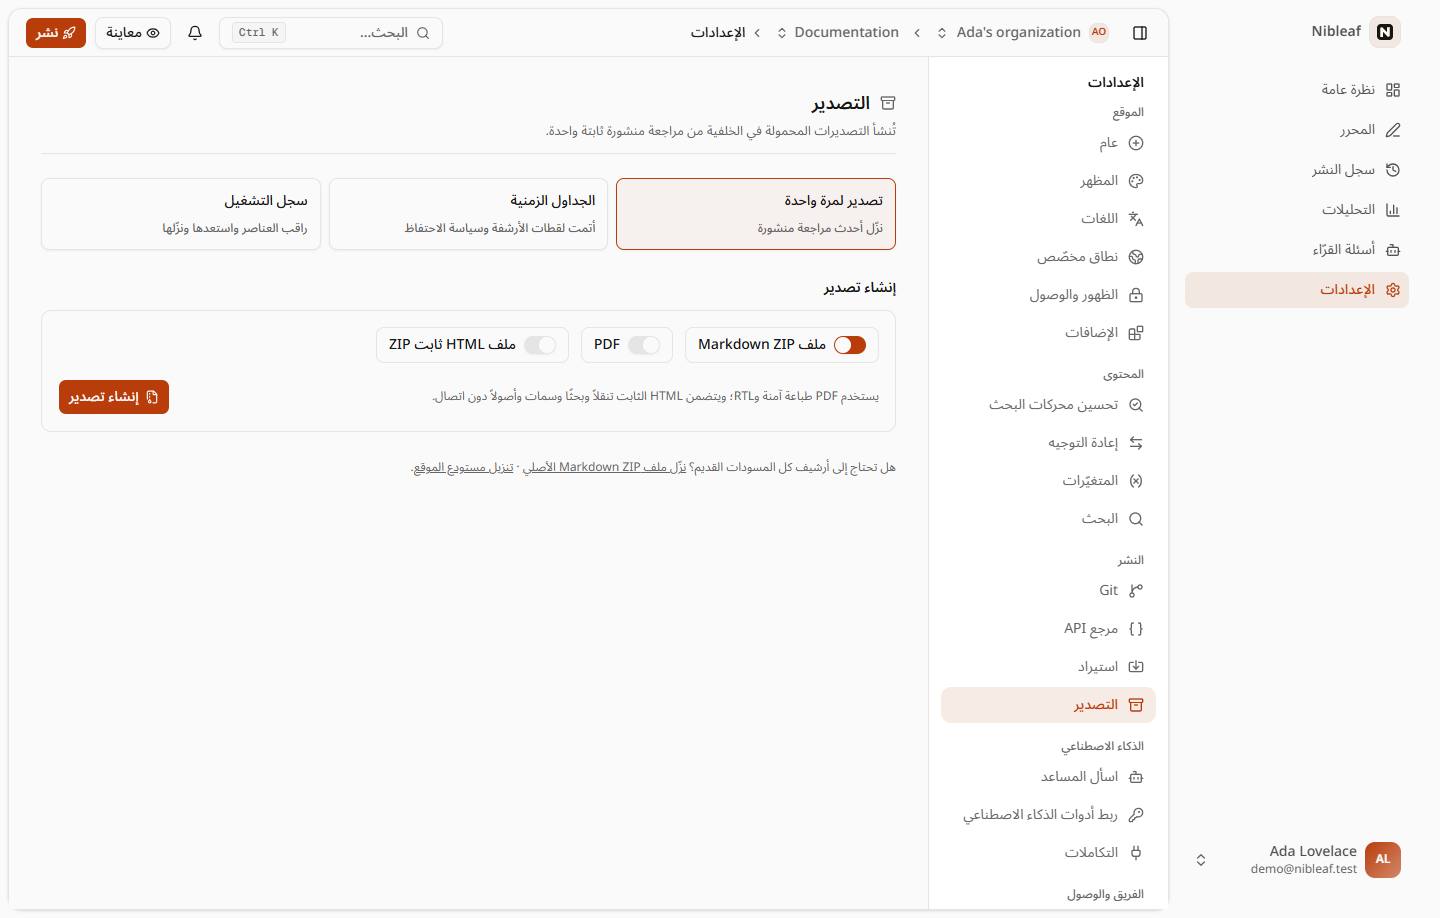 Nibleaf
نظرة عامة
المحرر
سجل النشر
التحليلات
أسئلة القرّاء
الإعدادات
AL
Ada Lovelace
demo@nibleaf.test
AO Ada's organization
Documentation
الإعدادات
البحث...
Ctrl K
معاينة
نشر
الإعدادات
الموقع
عام
المظهر
اللغات
نطاق مخصّص
الظهور والوصول
الإضافات
المحتوى
تحسين محركات البحث
إعادة التوجيه
المتغيّرات
البحث
النشر
Git
مرجع API
استيراد
التصدير
الذكاء الاصطناعي
اسأل المساعد
ربط أدوات الذكاء الاصطناعي
التكاملات
الفريق والوصول
التصدير
تُنشأ التصديرات المحمولة في الخلفية من مراجعة منشورة ثابتة واحدة.
تصدير لمرة واحدة
نزّل أحدث مراجعة منشورة
الجداول الزمنية
أتمت لقطات الأرشفة وسياسة الاحتفاظ
سجل التشغيل
راقب العناصر واستعدها ونزّلها
إنشاء تصدير
ملف Markdown ZIP
PDF
ملف HTML ثابت ZIP
يستخدم PDF طباعة آمنة وRTL؛ ويتضمن HTML الثابت تنقلاً وبحثًا وسمات وأصولاً دون اتصال.
إنشاء تصدير
هل تحتاج إلى أرشيف كل المسودات القديم؟ نزّل ملف Markdown ZIP الأصلي · تنزيل مستودع الموقع.